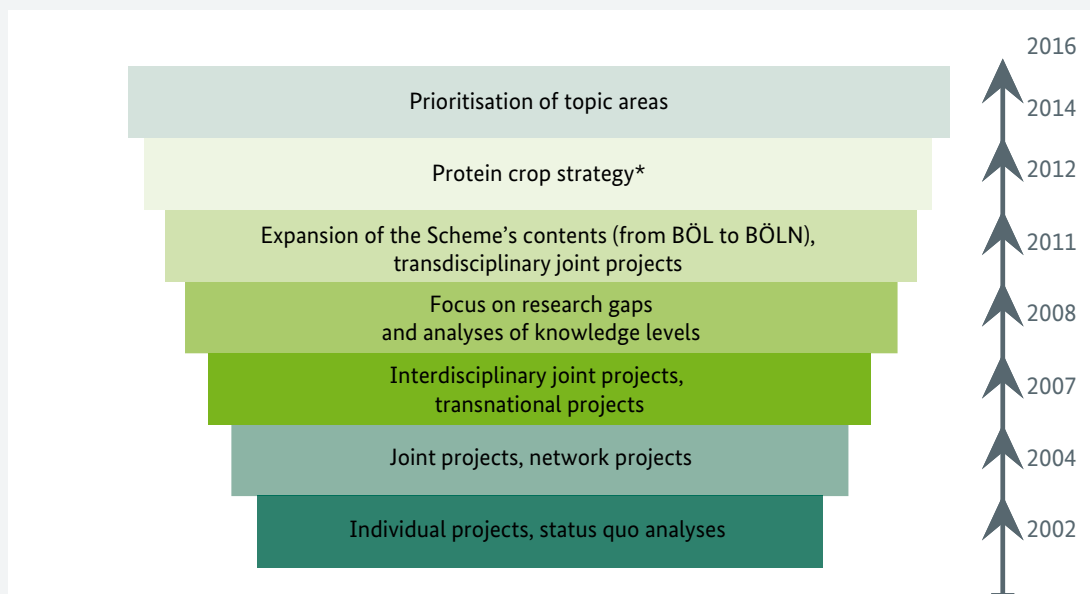 2016
Prioritisation of topic areas
2014
Protein crop strategy*
2012
Expansion of the Scheme's contents (from BÖL to BÖLN),
transdisciplinary joint projects
2011
Focus on research gaps
and analyses of knowledge levels
2008
Interdisciplinary joint projects,
transnational projects
2007
Joint projects, network projects
2004
Individual projects, status quo analyses
2002